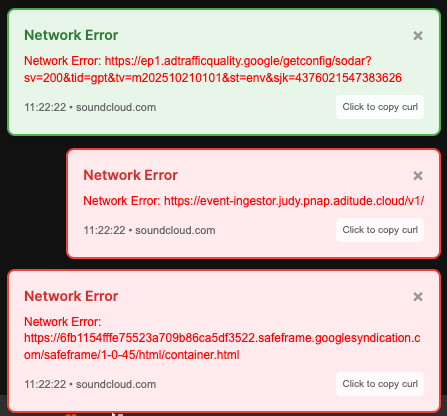 Network Error ×
Network Error: https://ep1.adtrafficquality.google/getconfig/sodar?
sv=200&tid=gpt&tv=m202510210101&st=env&sjk=4376021547383626
11:22:22 • soundcloud.com Click to copy curl
Network Error ×
Network Error: https://event-ingestor.judy.pnap.aditude.cloud/v1/
11:22:22 • soundcloud.com Click to copy curl
Network Error ×
Network Error:
https://6fb1154fffe75523a709b86ca5df3522.safeframe.googlesyndication.c
om/safeframe/1-0-45/html/container.html
11:22:22 • soundcloud.com Click to copy curl